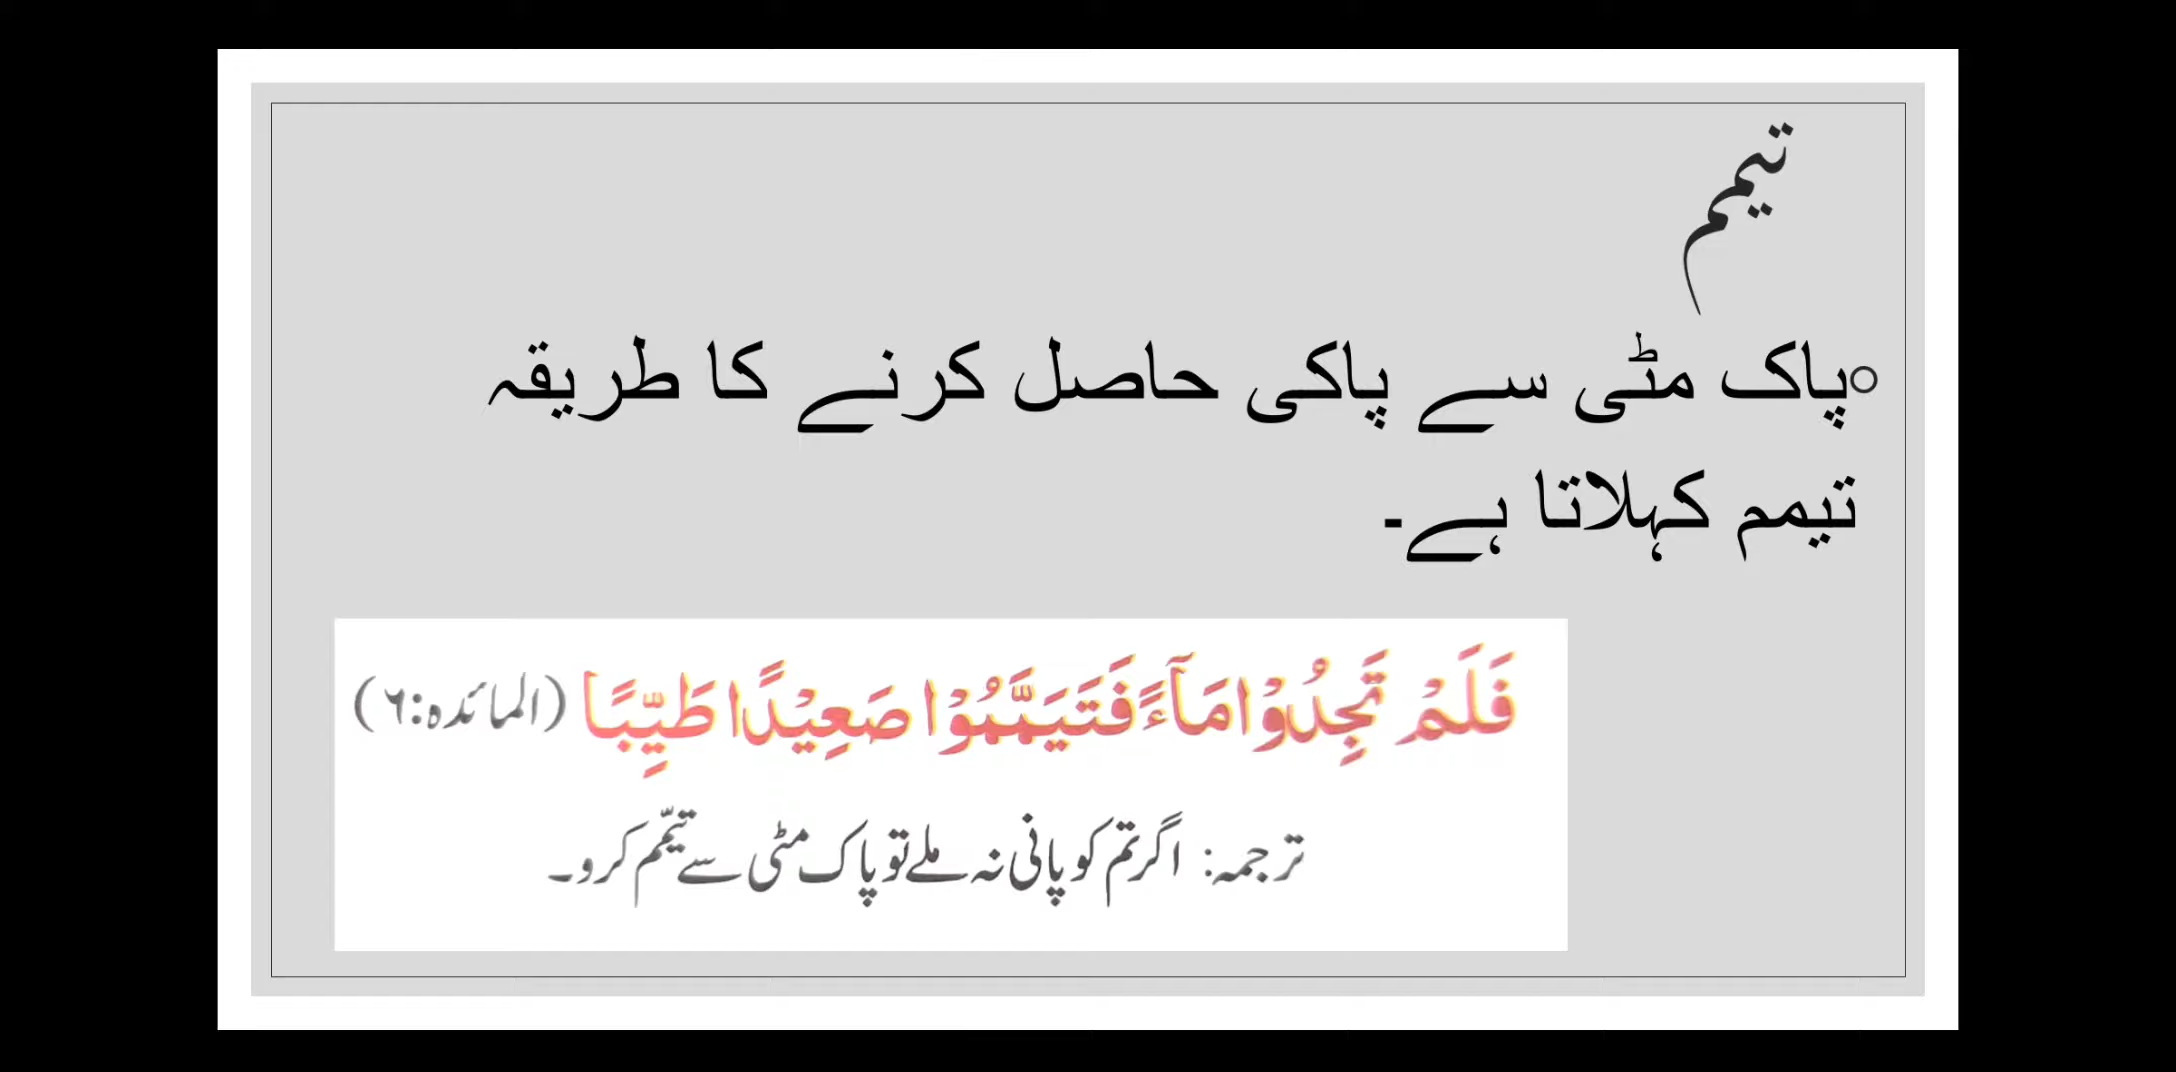 تیمم
پاک مٹی سے پاکی حاصل کرنے کا طریقہ
تیمم کہلاتا ہے۔
فَلَمْ تَجِدُوْا مَآءً فَتَيَمَّمُوْا صَعِيْدًا طَيِّبًا (المائدہ:٦)
ترجمہ: اگر تم کو پانی نہ ملے تو پاک مٹی سے تیمّم کرو۔